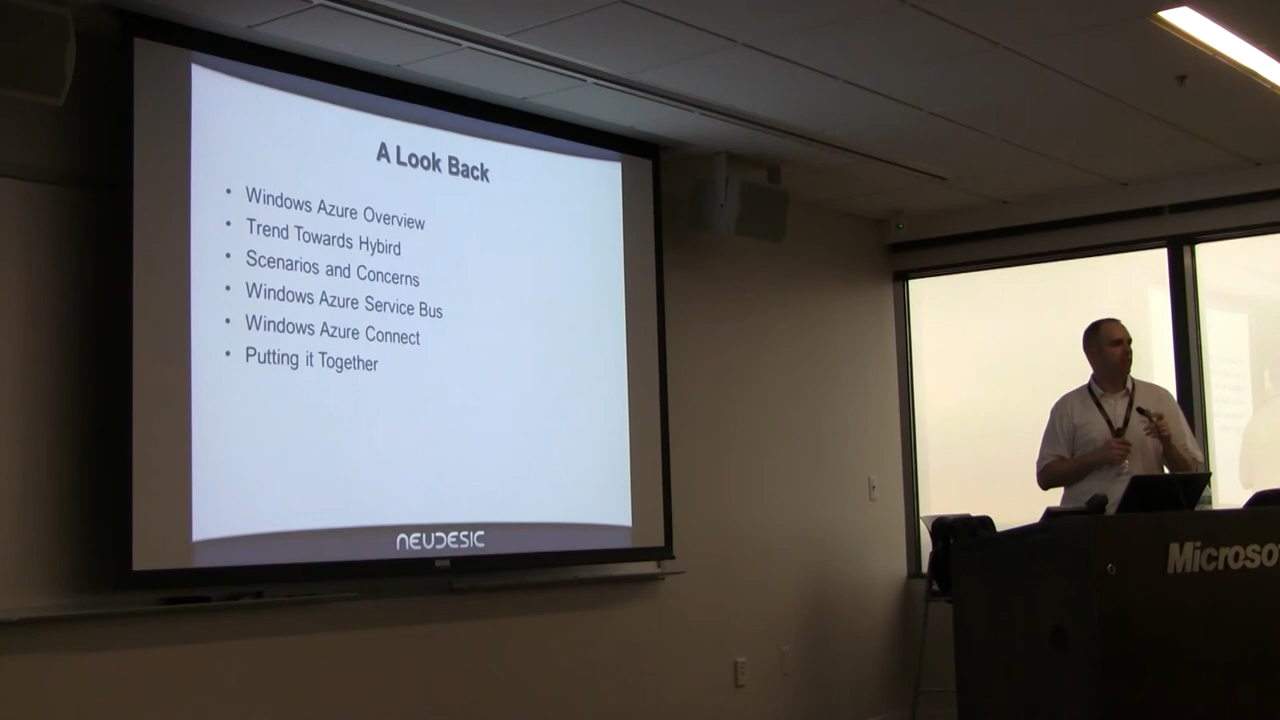 A Look Back
• Windows Azure Overview
• Trend Towards Hybird
• Scenarios and Concerns
• Windows Azure Service Bus
• Windows Azure Connect
• Putting it Together
NEUDESIC
Microso